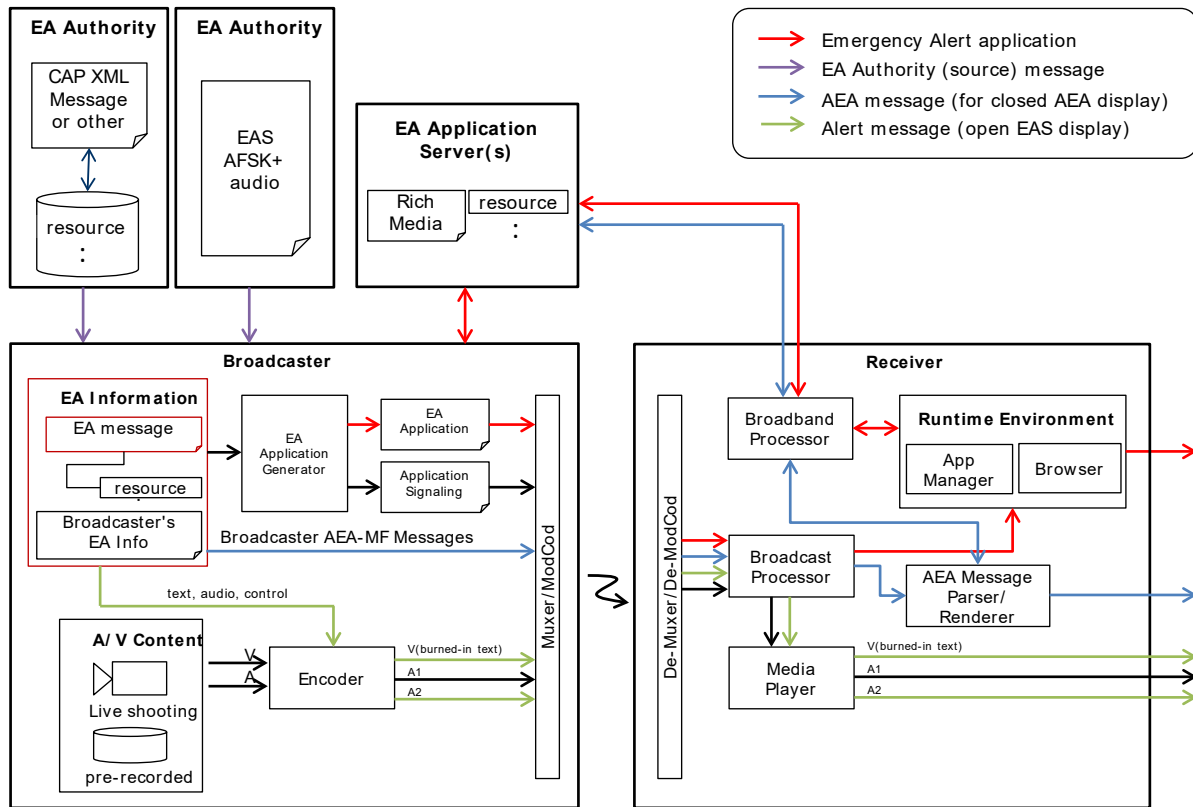 EA Authority
CAP XML
Message
or other
resource
:
EA Authority
EAS
AFSK+
audio
EA Application
Server(s)
Rich
Media
resource
:
Emergency Alert application
EA Authority (source) message
AEA message (for closed AEA display)
Alert message (open EAS display)
Broadcaster
EA Information
EA message
resource
:
Broadcaster's
EA Info
EA
Application
Generator
EA
Application
Application
Signaling
Broadcaster AEA-MF Messages
text, audio, control
A/ V Content
Live shooting
pre-recorded
V
A
Encoder
V(burned-in text)
A1
A2
Muxer/ModCod
Receiver
De-Muxer/De-ModCod
Broadband
Processor
Runtime Environment
App
Manager
Browser
Broadcast
Processor
AEA Message
Parser/
Renderer
Media
Player
V(burned-in text)
A1
A2